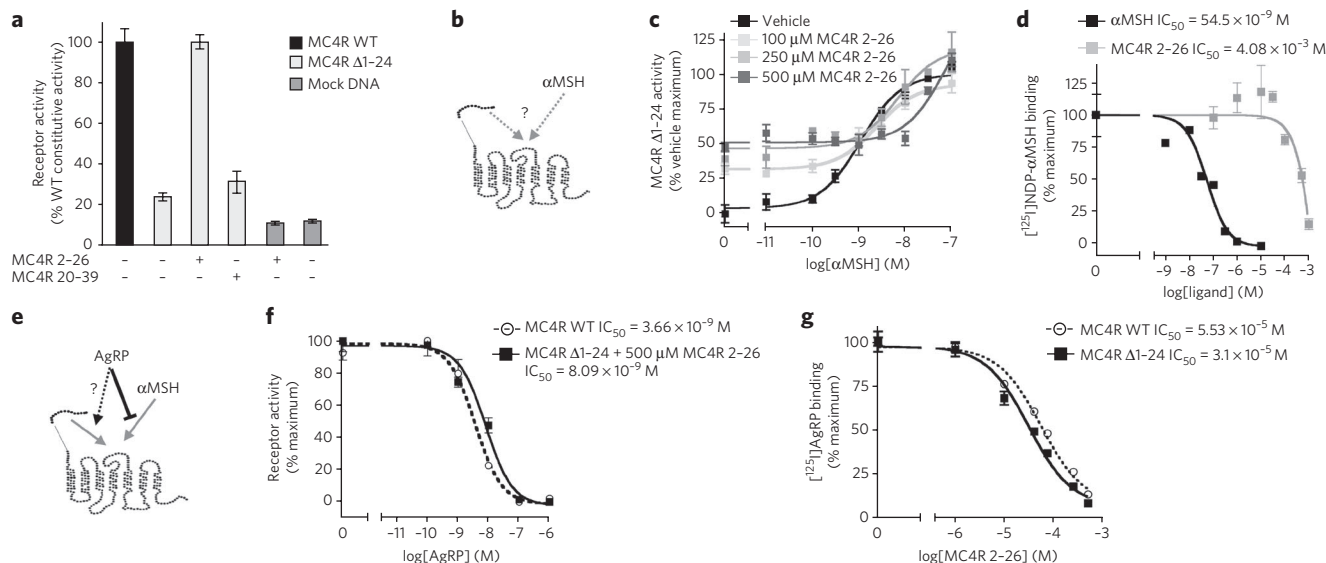 a
Receptor activity
(% WT constitutive activity)
100
80
60
40
20
0
MC4R WT
MC4R Δ1–24
Mock DNA
MC4R 2–26 – – + – + –
MC4R 20–39 – – – + – –
b
?
αMSH
c
MC4R Δ1–24 activity
(% vehicle maximum)
125
100
75
50
25
0
Vehicle
100 μM MC4R 2–26
250 μM MC4R 2–26
500 μM MC4R 2–26
0 –11 –10 –9 –8 –7
log[αMSH] (M)
d
αMSH IC50 = 54.5 × 10⁻⁹ M
MC4R 2–26 IC50 = 4.08 × 10⁻³ M
[¹²⁵I]NDP-αMSH binding
(% maximum)
125
100
75
50
125
0
0 –9 –8 –7 –6 –5 –4 –3
log[ligand] (M)
e
AgRP
?
αMSH
f
MC4R WT IC50 = 3.66 × 10⁻⁹ M
MC4R Δ1–24 + 500 μM MC4R 2–26
IC50 = 8.09 × 10⁻⁹ M
Receptor activity
(% maximum)
100
80
60
40
20
0
0 –11 –10 –9 –8 –7 –6
log[AgRP] (M)
g
MC4R WT IC50 = 5.53 × 10⁻⁵ M
MC4R Δ1–24 IC50 = 3.1 × 10⁻⁵ M
[¹²⁵I]AgRP binding
(% maximum)
100
75
50
25
0
0 –6 –5 –4 –3
log[MC4R 2–26] (M)